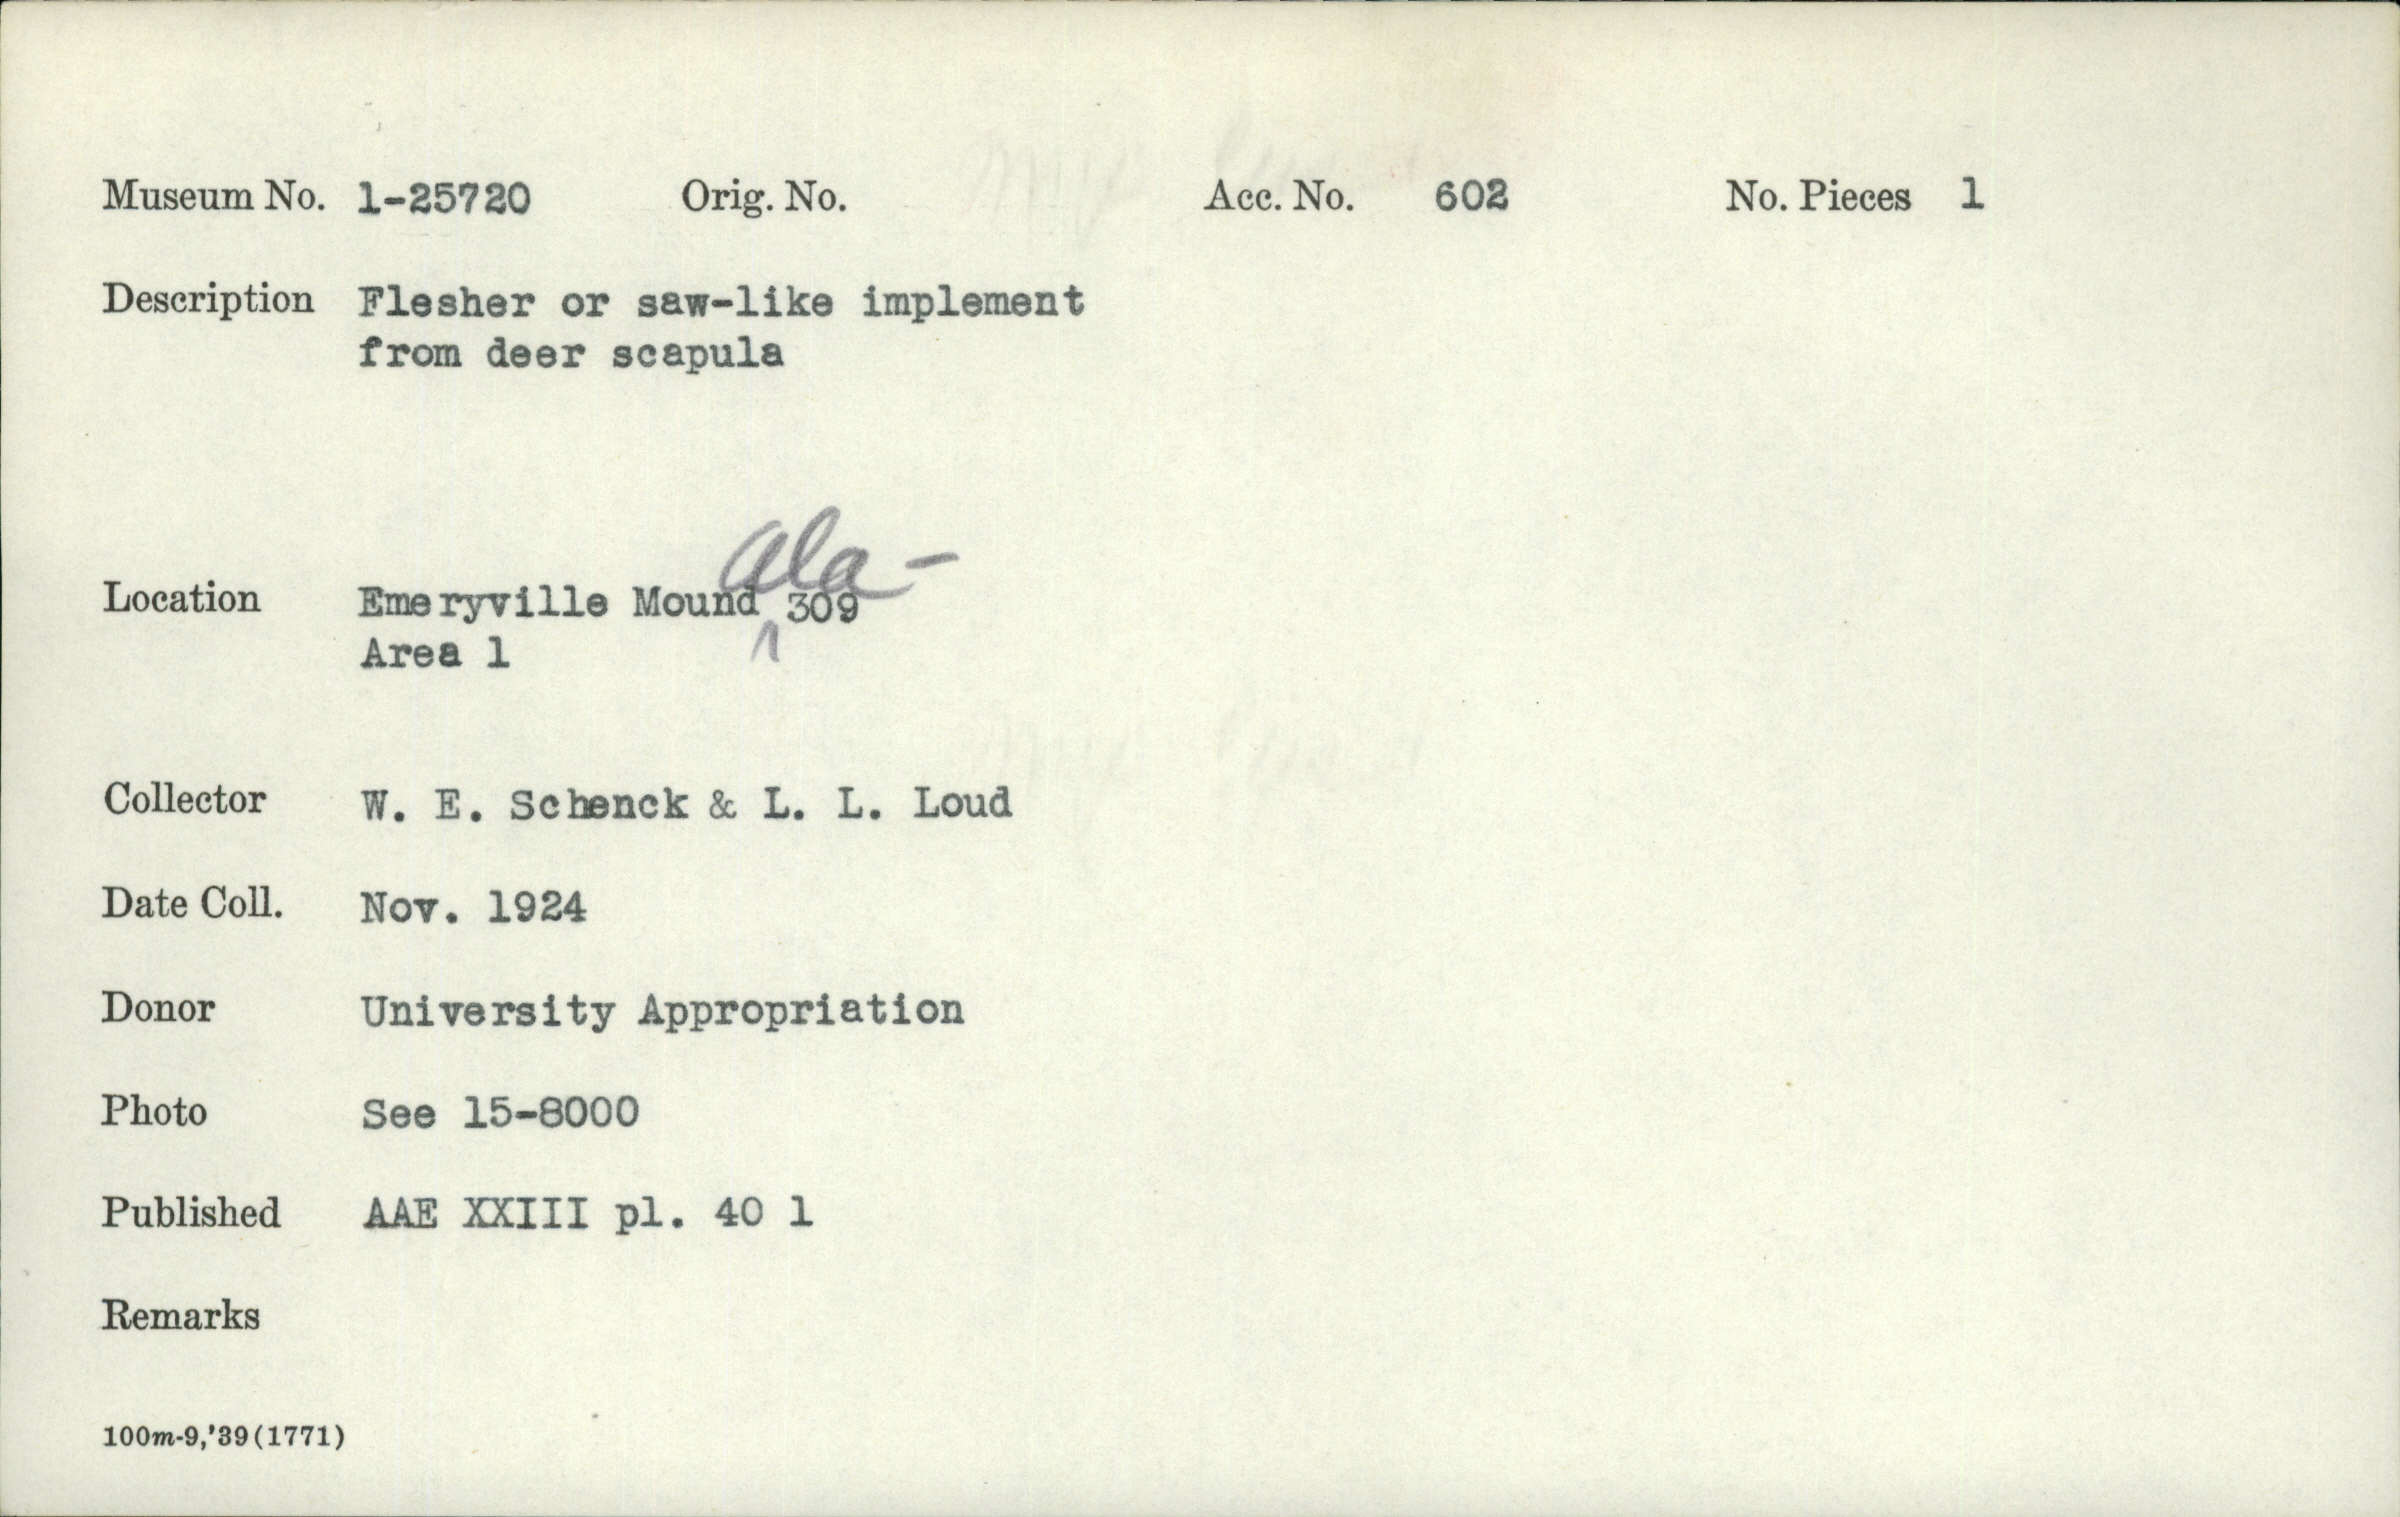 Museum No. 1-25720 Orig. No. Acc. No. 602 No. Pieces 1
Description Flesher or saw-like implement
from deer scapula
Location Emeryville Mound Ala- 309
Area 1
Collector W. E. Schenck & L. L. Loud
Date Coll. Nov. 1924
Donor University Appropriation
Photo See 15-8000
Published AAE XXIII pl. 40 l
Remarks
100m-9,'39(1771)